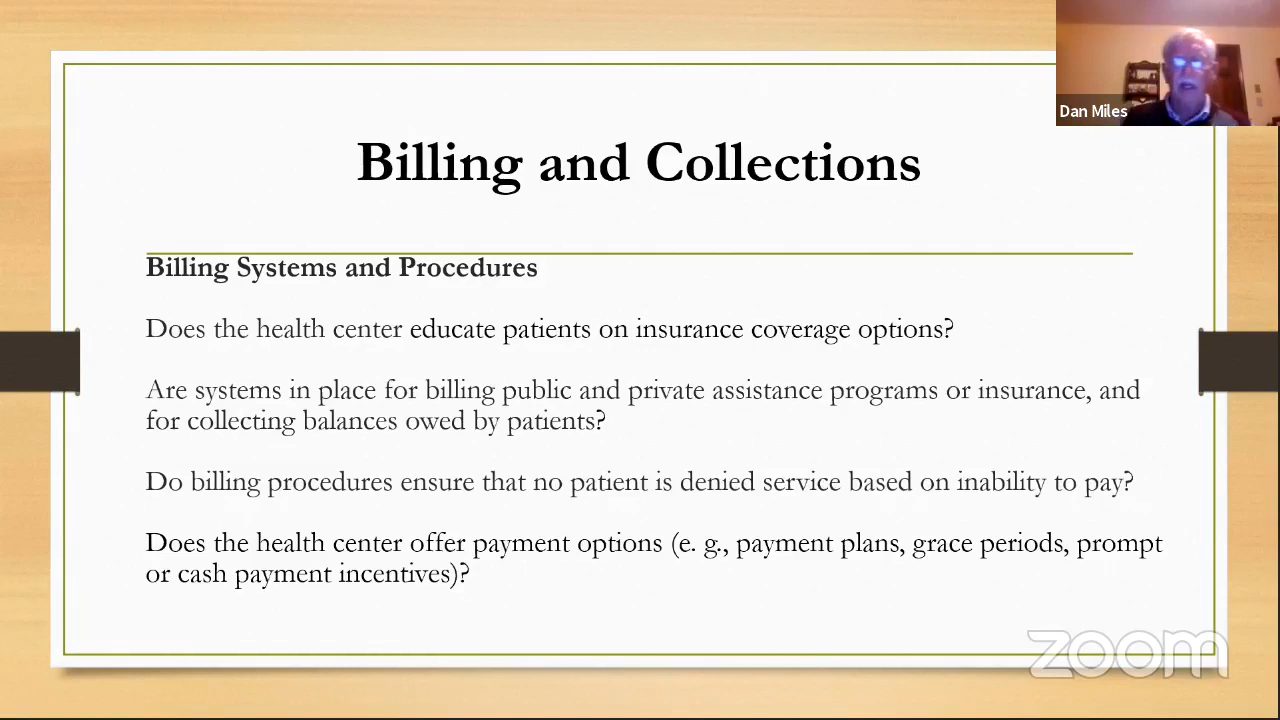 Dan Miles
Billing and Collections
Billing Systems and Procedures
Does the health center educate patients on insurance coverage options?
Are systems in place for billing public and private assistance programs or insurance, and
for collecting balances owed by patients?
Do billing procedures ensure that no patient is denied service based on inability to pay?
Does the health center offer payment options (e. g., payment plans, grace periods, prompt
or cash payment incentives)?
zoom